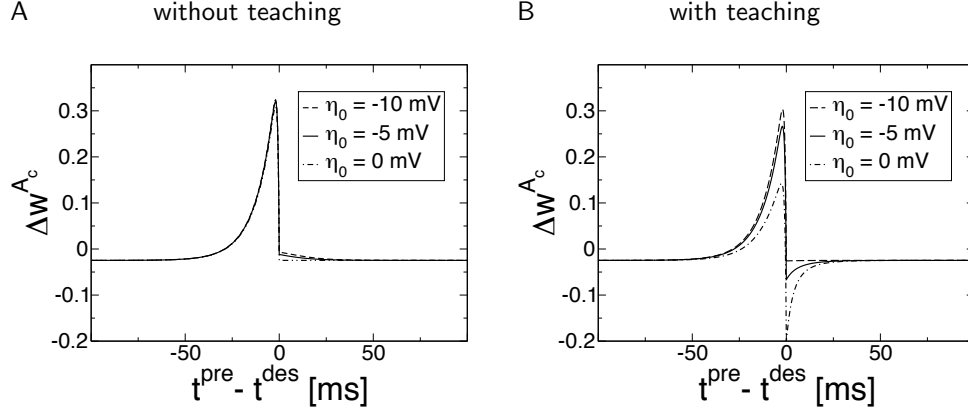 A without teaching
0.3
0.2
0.1
0
-0.1
-0.2
Δw^{A_c}
η₀ = -10 mV
η₀ = -5 mV
η₀ = 0 mV
-50 0 50
t^{pre} - t^{des} [ms]
B with teaching
0.3
0.2
0.1
0
-0.1
-0.2
Δw^{A_c}
η₀ = -10 mV
η₀ = -5 mV
η₀ = 0 mV
-50 0 50
t^{pre} - t^{des} [ms]